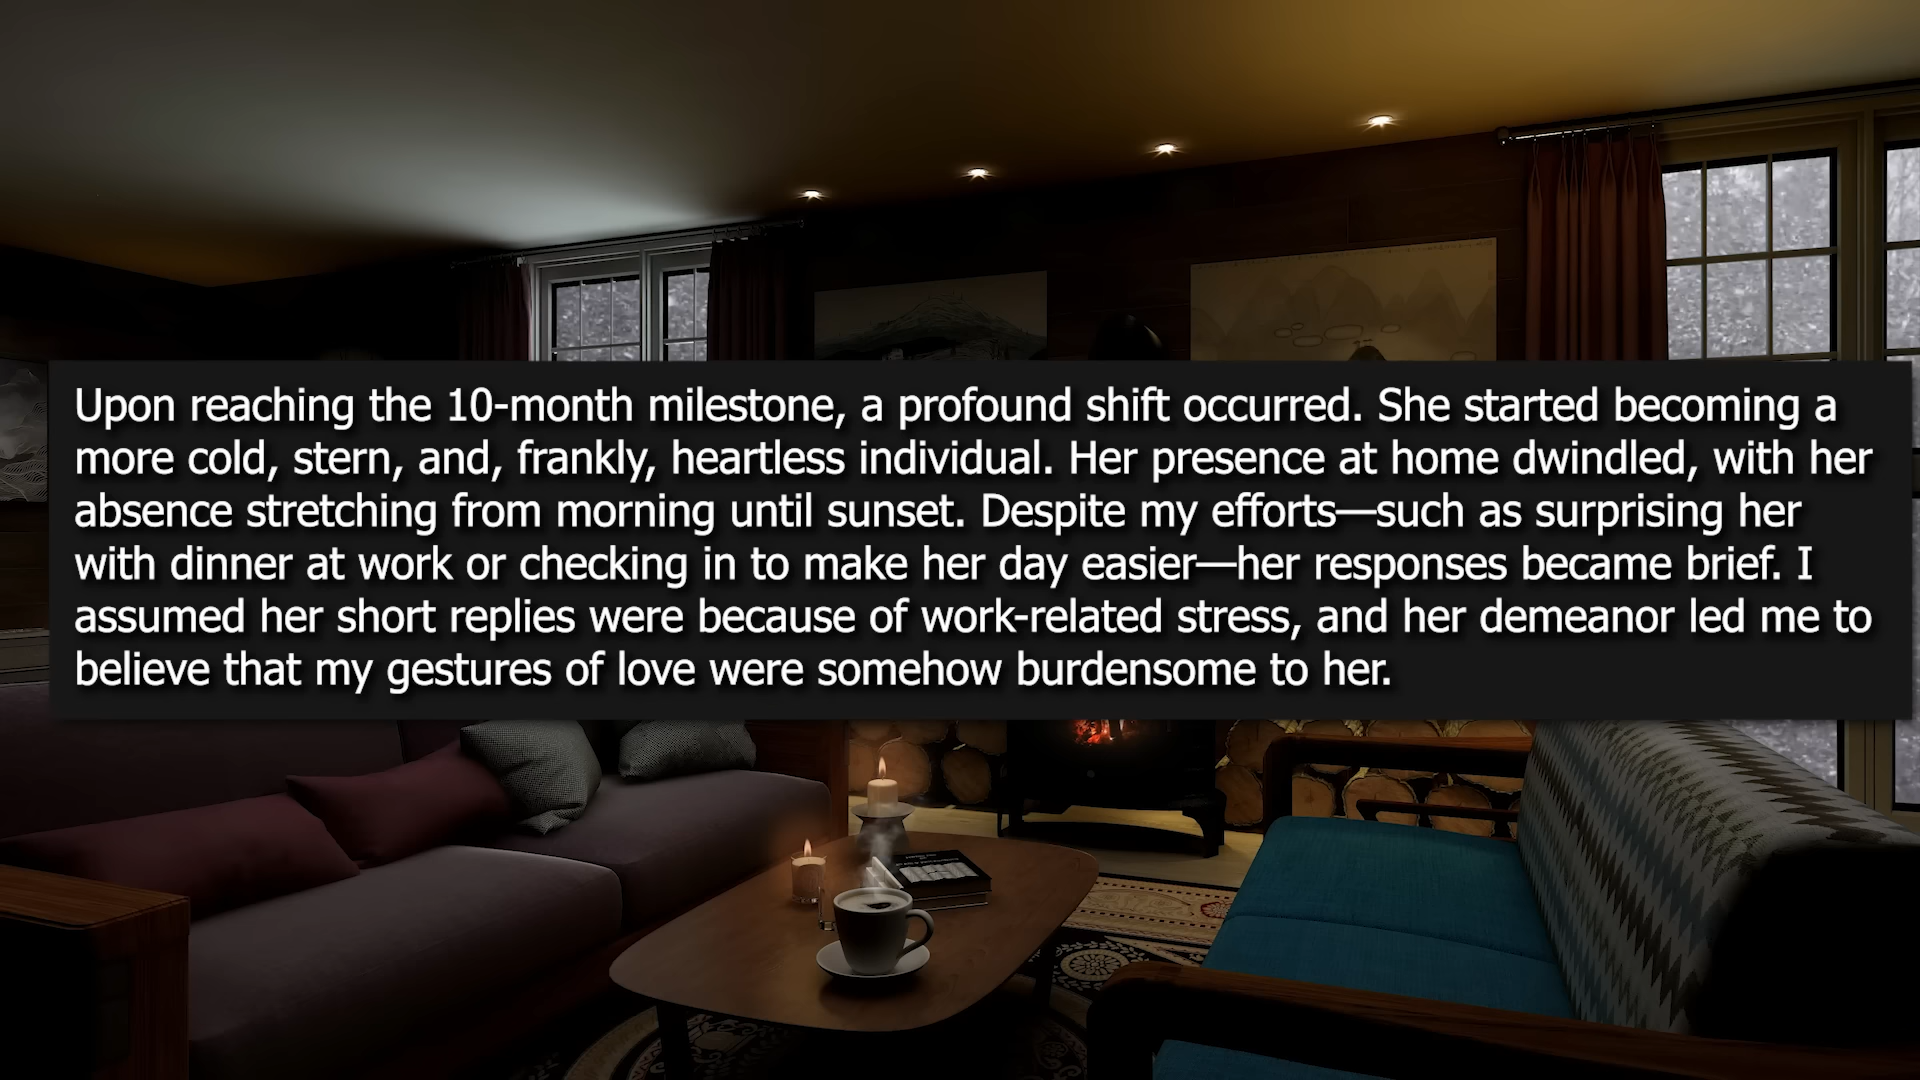 Upon reaching the 10-month milestone, a profound shift occurred. She started becoming a
more cold, stern, and, frankly, heartless individual. Her presence at home dwindled, with her
absence stretching from morning until sunset. Despite my efforts—such as surprising her
with dinner at work or checking in to make her day easier—her responses became brief. I
assumed her short replies were because of work-related stress, and her demeanor led me to
believe that my gestures of love were somehow burdensome to her.